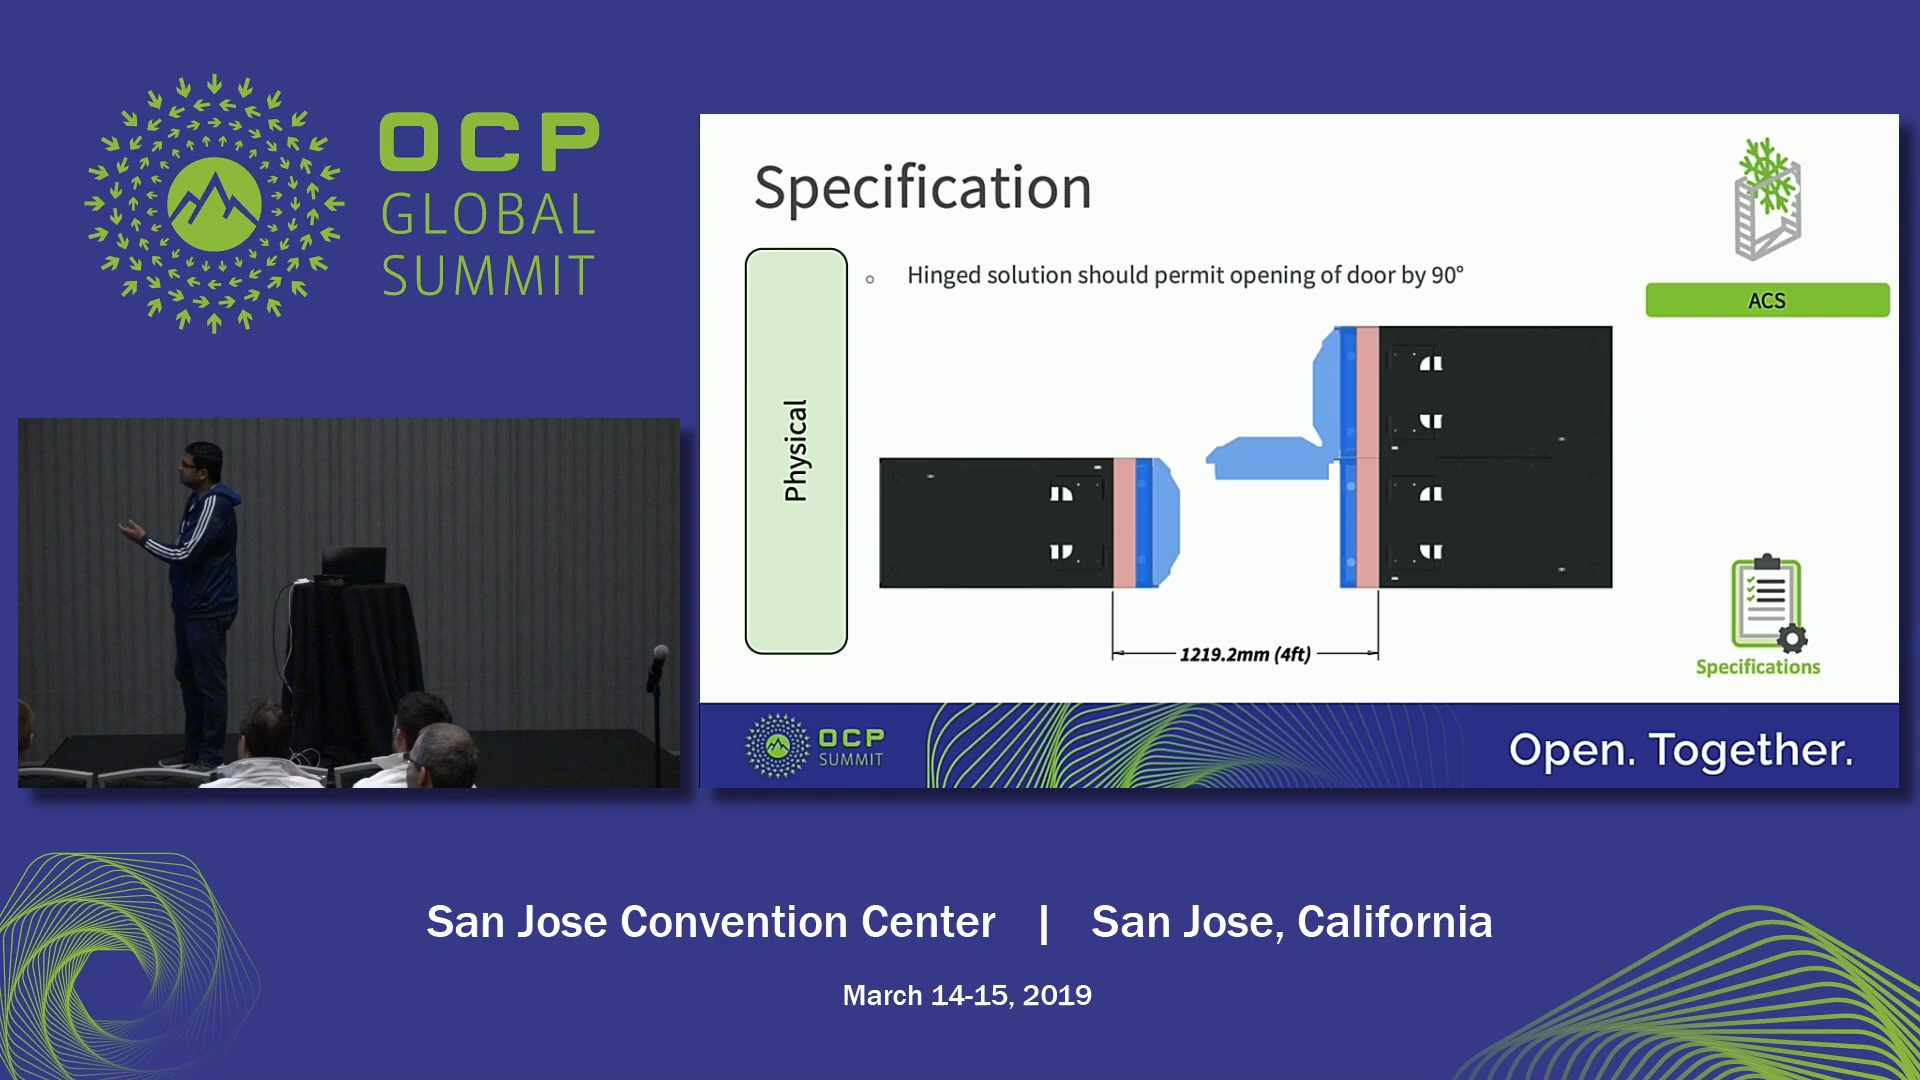 OCP
GLOBAL
SUMMIT
Specification
Hinged solution should permit opening of door by 90°
ACS
Physical
1219.2mm (4ft)
Specifications
OCP
SUMMIT
Open. Together.
San Jose Convention Center | San Jose, California
March 14-15, 2019